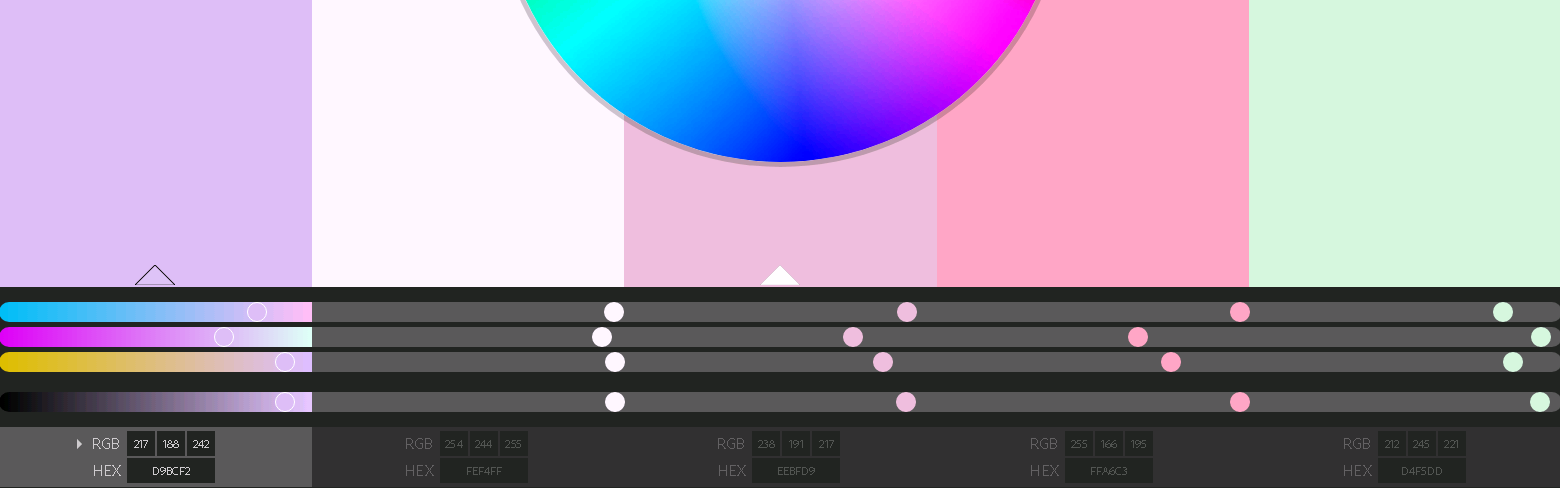 RGB 217 188 242 RGB 254 244 255 RGB 238 191 217 RGB 255 166 195 RGB 212 245 221
HEX D9BCF2 HEX FEF4FF HEX EEBFD9 HEX FFA6C3 HEX D4F5DD